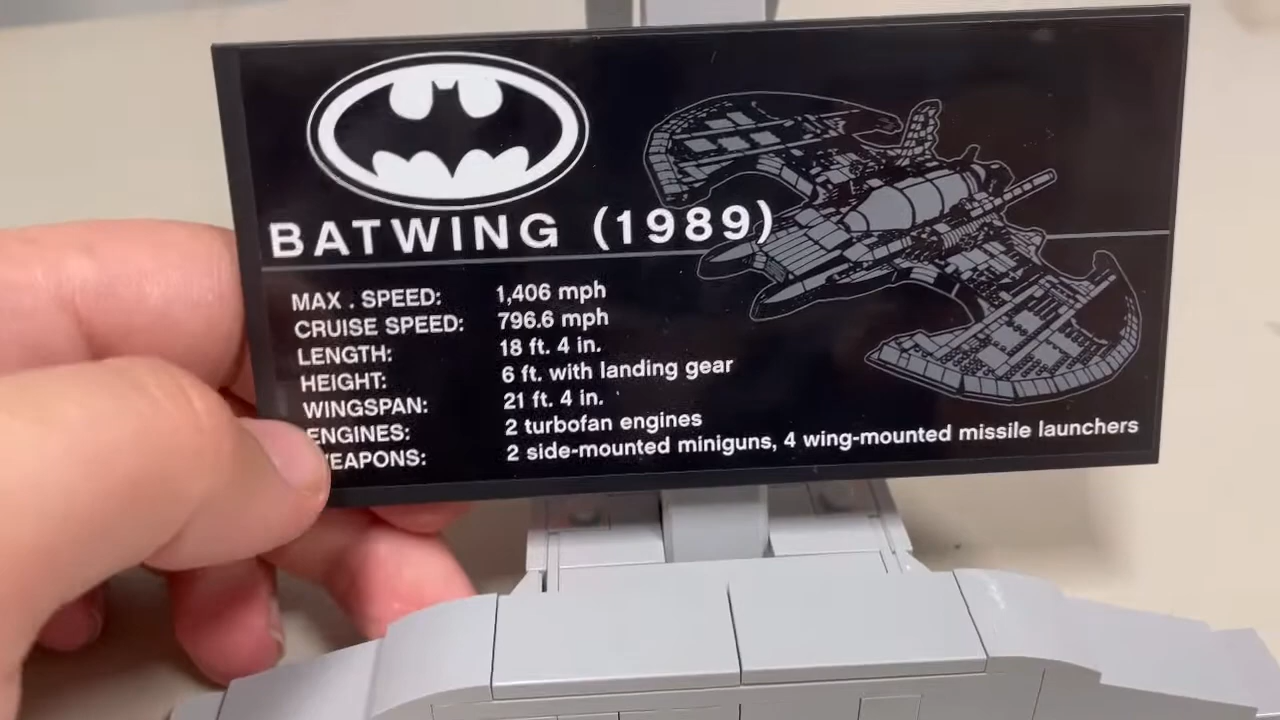 BATWING (1989)
MAX . SPEED: 1,406 mph
CRUISE SPEED: 796.6 mph
LENGTH: 18 ft. 4 in.
HEIGHT: 6 ft. with landing gear
WINGSPAN: 21 ft. 4 in.
ENGINES: 2 turbofan engines
WEAPONS: 2 side-mounted miniguns, 4 wing-mounted missile launchers